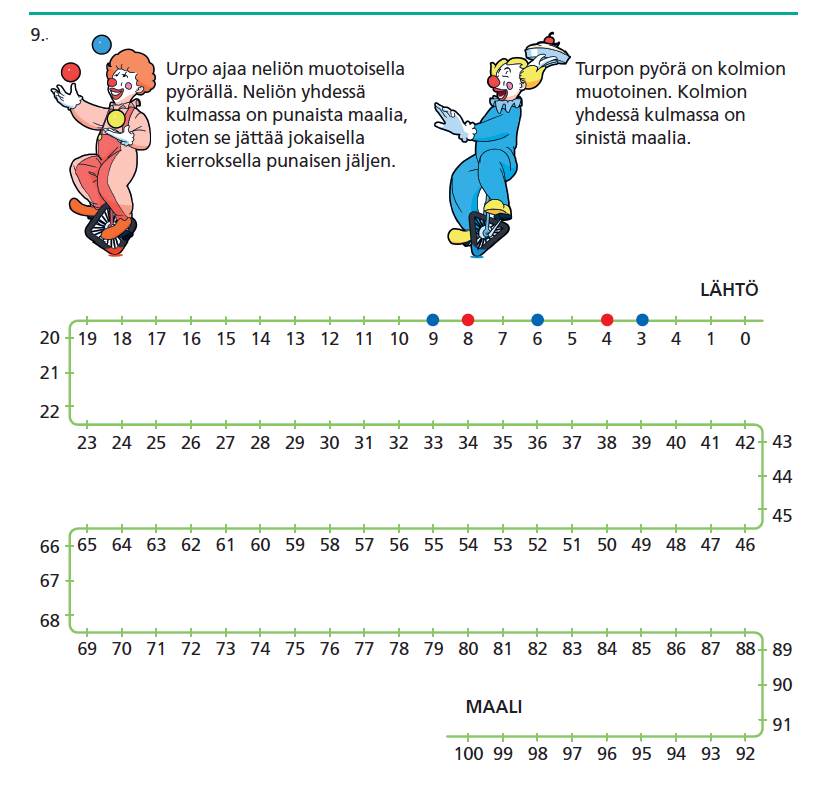 9..
Urpo ajaa neliön muotoisella
pyörällä. Neliön yhdessä
kulmassa on punaista maalia,
joten se jättää jokaisella
kierroksella punaisen jäljen.
Turpon pyörä on kolmion
muotoinen. Kolmion
yhdessä kulmassa on
sinistä maalia.
LÄHTÖ
20 19 18 17 16 15 14 13 12 11 10 9 8 7 6 5 4 3 4 1 0
21
22
23 24 25 26 27 28 29 30 31 32 33 34 35 36 37 38 39 40 41 42 43
44
45
66 65 64 63 62 61 60 59 58 57 56 55 54 53 52 51 50 49 48 47 46
67
68
69 70 71 72 73 74 75 76 77 78 79 80 81 82 83 84 85 86 87 88 89
90
MAALI
91
100 99 98 97 96 95 94 93 92